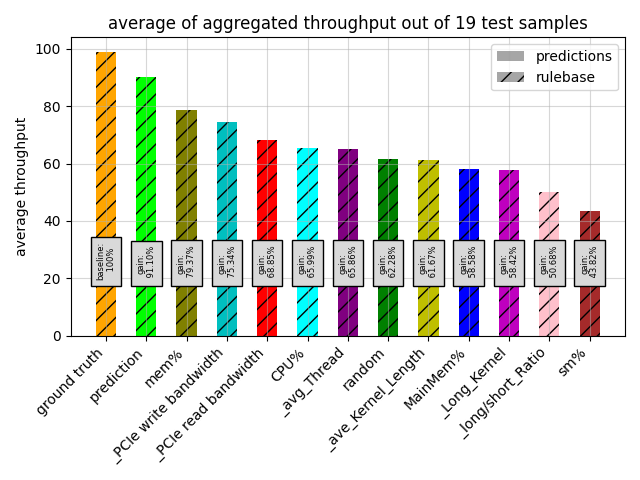 average of aggregated throughput out of 19 test samples
average throughput
100
80
60
40
20
0
predictions
rulebase
baseline:
100%
gain:
91.10%
gain:
79.37%
gain:
75.34%
gain:
68.85%
gain:
65.99%
gain:
65.86%
gain:
62.28%
gain:
61.67%
gain:
58.58%
gain:
58.42%
gain:
50.68%
gain:
43.82%
ground truth
prediction
mem%
_PCIe write bandwidth
_PCIe read bandwidth
CPU%
_avg_Thread
random
_ave_Kernel_Length
MainMem%
_Long_Kernel
_long/short_Ratio
sm%